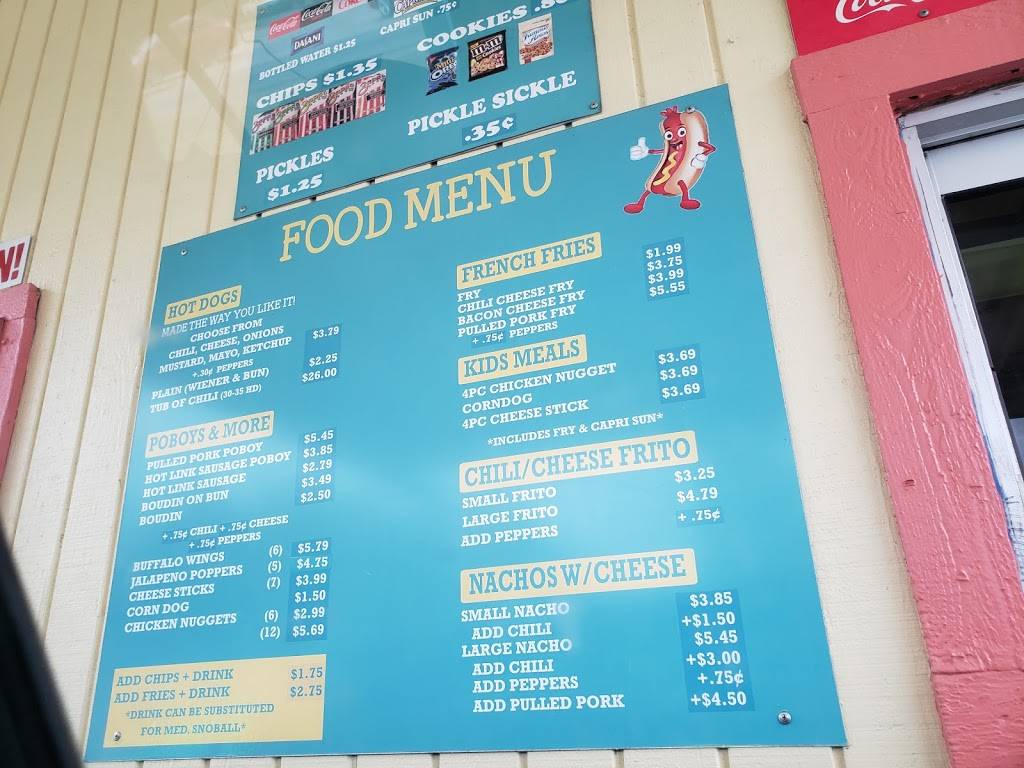 Coca-Cola
Coca-Cola
COKE
DASANI
BOTTLED WATER $1.25
CAPRI SUN .75¢
CHIPS $1.35
COOKIES
PICKLES
$1.25
PICKLE SICKLE
.35¢
FOOD MENU
HOT DOGS
MADE THE WAY YOU LIKE IT!
CHOOSE FROM
CHILI, CHEESE, ONIONS $3.79
MUSTARD, MAYO, KETCHUP
+.30¢ PEPPERS
PLAIN (WIENER & BUN) $2.25
TUB OF CHILI (30-35 HD) $26.00
POBOYS & MORE
PULLED PORK POBOY $5.45
HOT LINK SAUSAGE POBOY $3.85
HOT LINK SAUSAGE $2.79
BOUDIN ON BUN $3.49
BOUDIN $2.50
+ .75¢ CHILI + .75¢ CHEESE
+ .75¢ PEPPERS
BUFFALO WINGS (6) $5.79
JALAPENO POPPERS (5) $4.75
CHEESE STICKS (7) $3.99
CORN DOG $1.50
CHICKEN NUGGETS (6) $2.99
(12) $5.69
ADD CHIPS + DRINK $1.75
ADD FRIES + DRINK $2.75
*DRINK CAN BE SUBSTITUTED
FOR MED. SNOBALL*
FRENCH FRIES
FRY $1.99
CHILI CHEESE FRY $3.75
BACON CHEESE FRY $3.99
PULLED PORK FRY $5.55
+ .75¢ PEPPERS
KIDS MEALS
4PC CHICKEN NUGGET $3.69
CORNDOG $3.69
4PC CHEESE STICK $3.69
*INCLUDES FRY & CAPRI SUN*
CHILI/CHEESE FRITO
SMALL FRITO $3.25
LARGE FRITO $4.79
ADD PEPPERS + .75¢
NACHOS W/CHEESE
SMALL NACHO $3.85
ADD CHILI +$1.50
LARGE NACHO $5.45
ADD CHILI +$3.00
ADD PEPPERS +.75¢
ADD PULLED PORK +$4.50
N!